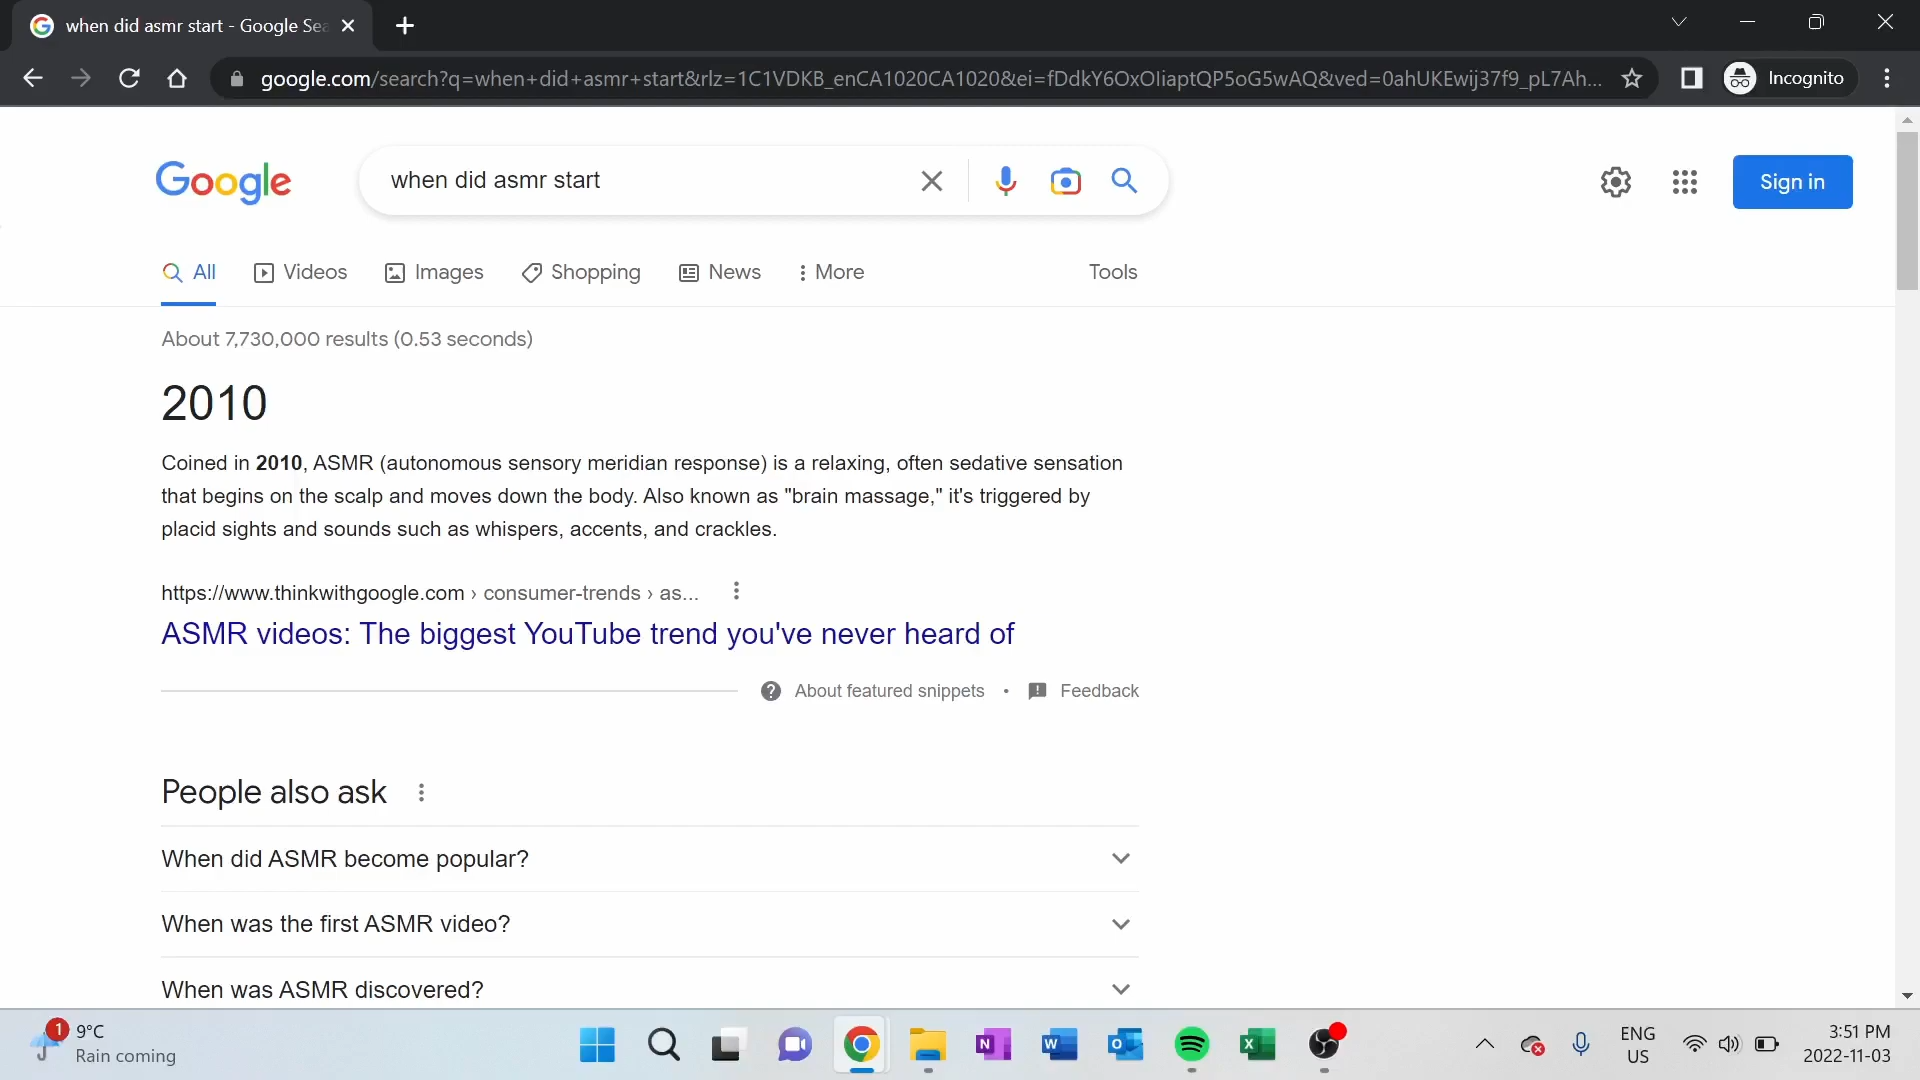 when did asmr start - Google Sea
google.com/search?q=when+did+asmr+start&rlz=1C1VDKB_enCA1020CA1020&ei=fDdkY6OxOIiaptQP5oG5wAQ&ved=0ahUKEwij37f9_pL7Ah...
Incognito
Google
when did asmr start
Sign in
All
Videos
Images
Shopping
News
More
Tools
About 7,730,000 results (0.53 seconds)
2010
Coined in 2010, ASMR (autonomous sensory meridian response) is a relaxing, often sedative sensation
that begins on the scalp and moves down the body. Also known as "brain massage," it's triggered by
placid sights and sounds such as whispers, accents, and crackles.
https://www.thinkwithgoogle.com › consumer-trends › as...
ASMR videos: The biggest YouTube trend you've never heard of
About featured snippets • Feedback
People also ask
When did ASMR become popular?
When was the first ASMR video?
When was ASMR discovered?
1
9°C
Rain coming
ENG
US
3:51 PM
2022-11-03